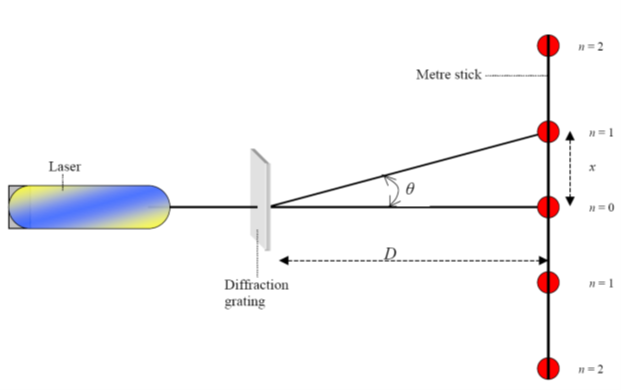 n = 2
Metre stick
n = 1
Laser
x
θ
n = 0
D
Diffraction
grating
n = 1
n = 2